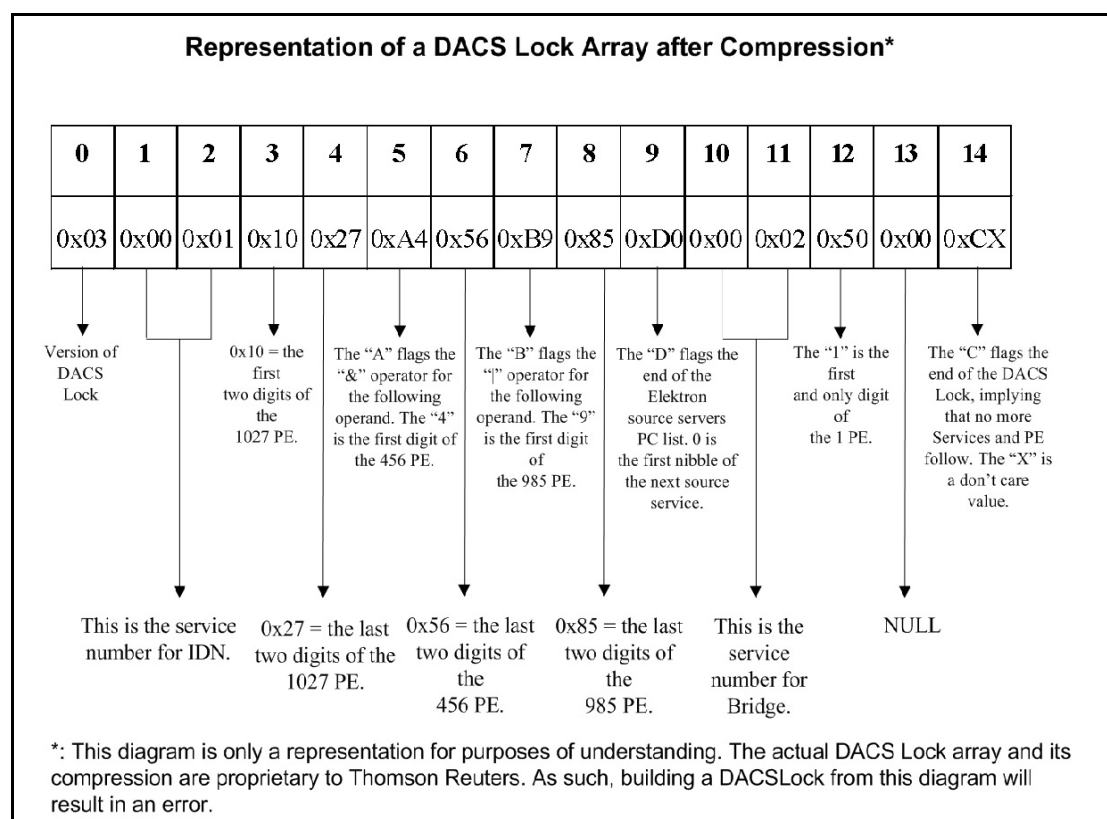 Representation of a DACS Lock Array after Compression*
0 1 2 3 4 5 6 7 8 9 10 11 12 13 14
0x03 0x00 0x01 0x10 0x27 0xA4 0x56 0xB9 0x85 0xD0 0x00 0x02 0x50 0x00 0xCX
Version of
DACS
Lock
0x10 = the
first
two digits of
the
1027 PE.
The “A” flags the
“&” operator for
the following
operand. The “4”
is the first digit of
the 456 PE.
The “B” flags the
“|” operator for
the following
operand. The “9”
is the first digit
of
the 985 PE.
The “D” flags the
end of the
Elektron
source servers
PC list. 0 is
the first nibble of
the next source
service.
The “1” is the
first
and only digit
of
the 1 PE.
The “C” flags the
end of the DACS
Lock, implying
that no more
Services and PE
follow. The “X” is
a don’t care
value.
This is the service
number for IDN.
0x27 = the last
two digits of the
1027 PE.
0x56 = the last
two digits of
the
456 PE.
0x85 = the last
two digits of
the
985 PE.
This is the
service
number for
Bridge.
NULL
*: This diagram is only a representation for purposes of understanding. The actual DACS Lock array and its
compression are proprietary to Thomson Reuters. As such, building a DACSLock from this diagram will
result in an error.